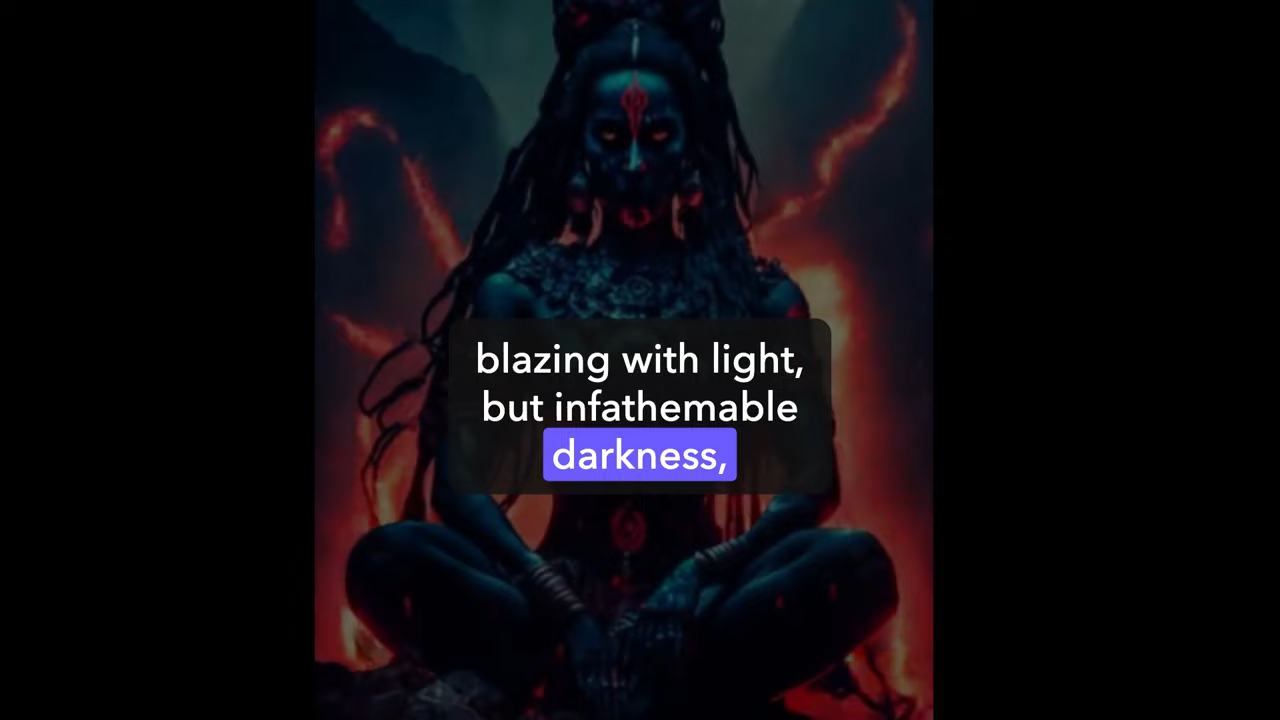 blazing with light,
but infathemable
darkness,